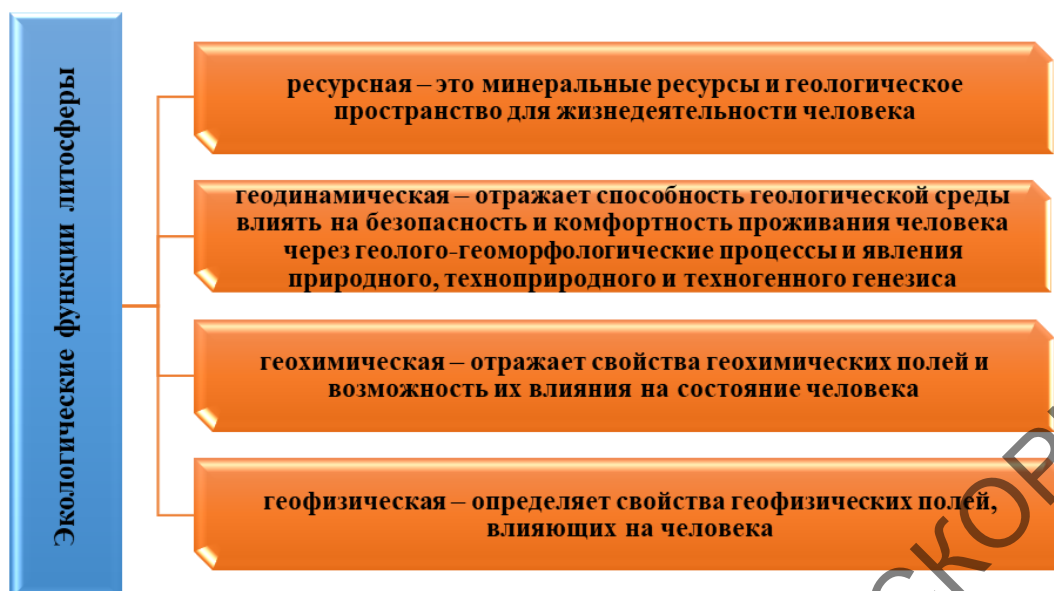 Экологические функции литосферы
ресурсная – это минеральные ресурсы и геологическое
пространство для жизнедеятельности человека
геодинамическая – отражает способность геологической среды
влиять на безопасность и комфортность проживания человека
через геолого-геоморфологические процессы и явления
природного, техноприродного и техногенного генезиса
геохимическая – отражает свойства геохимических полей и
возможность их влияния на состояние человека
геофизическая – определяет свойства геофизических полей,
влияющих на человека